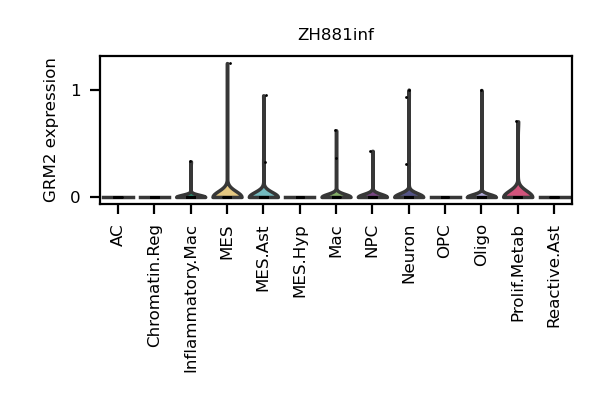 ZH881inf
GRM2 expression
1
0
AC
Chromatin.Reg
Inflammatory.Mac
MES
MES.Ast
MES.Hyp
Mac
NPC
Neuron
OPC
Oligo
Prolif.Metab
Reactive.Ast